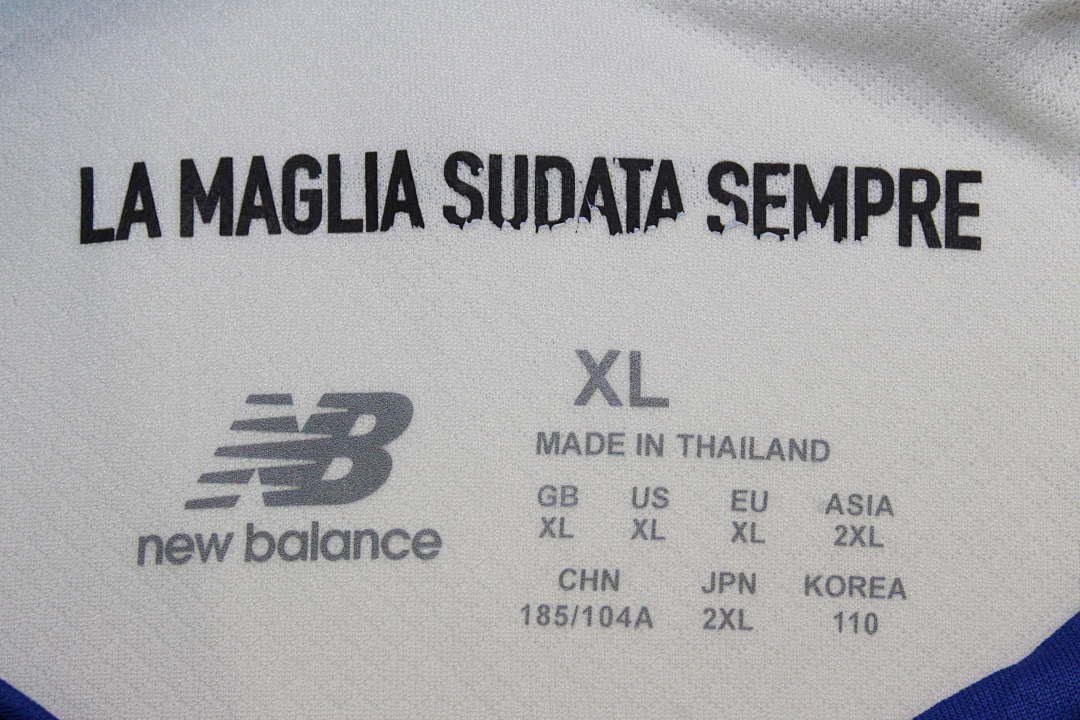 LA MAGLIA SUDATA SEMPRE
XL
MADE IN THAILAND
GB US EU ASIA
XL XL XL 2XL
CHN JPN KOREA
185/104A 2XL 110
NB
new balance